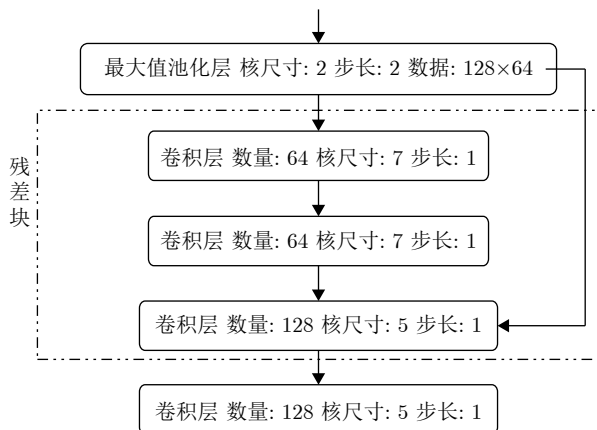 最大值池化层 核尺寸: 2 步长: 2 数据: 128×64
残差块
卷积层 数量: 64 核尺寸: 7 步长: 1
卷积层 数量: 64 核尺寸: 7 步长: 1
卷积层 数量: 128 核尺寸: 5 步长: 1
卷积层 数量: 128 核尺寸: 5 步长: 1